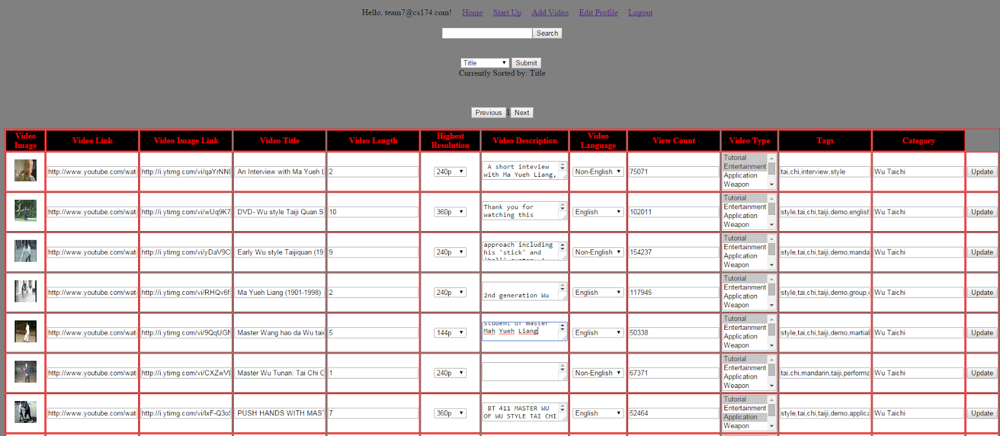 Hello, team7@cs174.com! Home Start Up Add Video Edit Profile Logout
Search
Title Submit
Currently Sorted by: Title
Previous 1 Next
Video Image Video Link Video Image Link Video Title Video Length Highest Resolution Video Description Video Language View Count Video Type Tags Category
http://www.youtube.com/wat http://i.ytimg.com/vi/qaYrNNI An Interview with Ma Yueh L 2 240p A short inteview with Ma Yueh Liang, Non-English 75071 Tutorial Entertainment Application Weapon tai,chi,interview,style Wu Taichi Update
http://www.youtube.com/wat http://i.ytimg.com/vi/wUq9K7 DVD- Wu style Taiji Quan S 10 360p Thank you for watching this English 102011 Tutorial Entertainment Application Weapon style,tai,chi,taiji,demo,english Wu Taichi Update
http://www.youtube.com/wat http://i.ytimg.com/vi/yDaV9C Early Wu style Taijiquan (19 9 240p approach including his 'stick' and 'ball' system. Non-English 154237 Tutorial Entertainment Application Weapon style,tai,chi,taiji,demo,manda Wu Taichi Update
http://www.youtube.com/wat http://i.ytimg.com/vi/RHQv6f Ma Yueh Liang (1901-1998) 2 240p 2nd generation Wu English 117945 Tutorial Entertainment Application Weapon style,tai,chi,taiji,demo,group, Wu Taichi Update
http://www.youtube.com/wat http://i.ytimg.com/vi/9QqUGN Master Wang hao da Wu tai 5 144p student of master Mah Yueh Liang English 50338 Tutorial Entertainment Application Weapon style,tai,chi,taiji,demo,martial Wu Taichi Update
http://www.youtube.com/wat http://i.ytimg.com/vi/CXZwVL Master Wu Tunan: Tai Chi C 1 240p Non-English 67371 Tutorial Entertainment Application Weapon tai,chi,mandarin,taiji,performa Wu Taichi Update
http://www.youtube.com/wat http://i.ytimg.com/vi/IxF-Q3o PUSH HANDS WITH MAS 7 360p BT 411 MASTER WU OF WU STYLE TAI CHI English 52464 Tutorial Entertainment Application Weapon style,tai,chi,taiji,demo,applica Wu Taichi Update